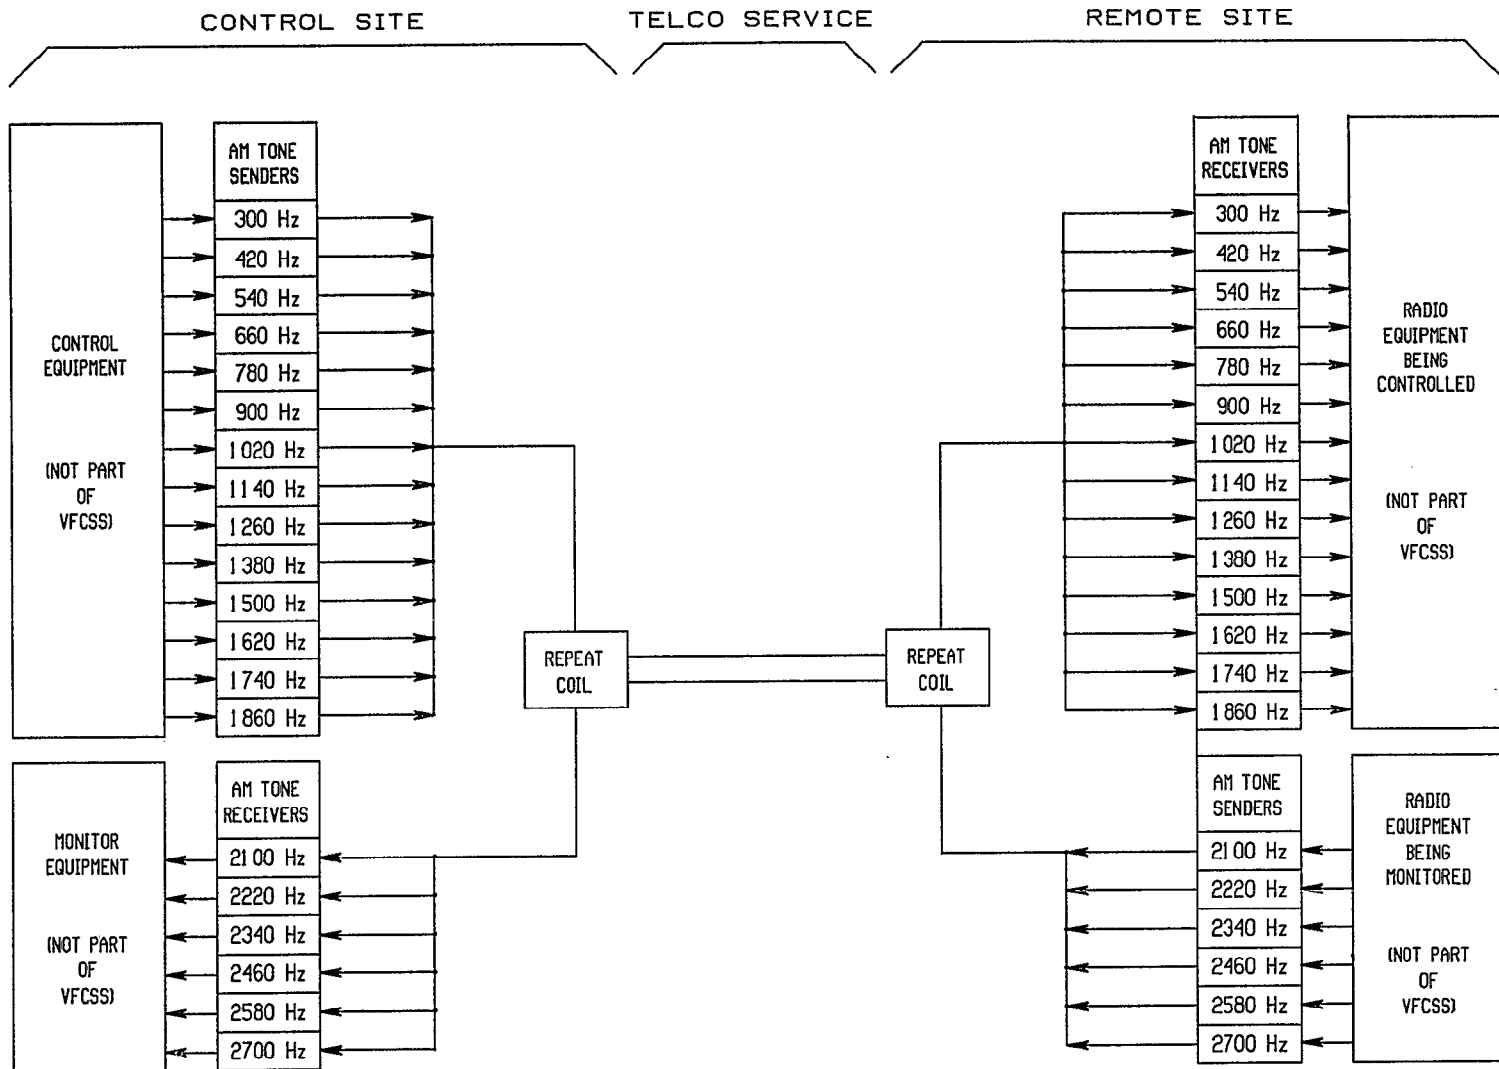 CONTROL SITE
TELCO SERVICE
REMOTE SITE
CONTROL
EQUIPMENT
(NOT PART
OF
VFCSS)
AM TONE
SENDERS
300 Hz
420 Hz
540 Hz
660 Hz
780 Hz
900 Hz
1020 Hz
1140 Hz
1260 Hz
1380 Hz
1500 Hz
1620 Hz
1740 Hz
1860 Hz
MONITOR
EQUIPMENT
(NOT PART
OF
VFCSS)
AM TONE
RECEIVERS
2100 Hz
2220 Hz
2340 Hz
2460 Hz
2580 Hz
2700 Hz
REPEAT
COIL
REPEAT
COIL
AM TONE
RECEIVERS
300 Hz
420 Hz
540 Hz
660 Hz
780 Hz
900 Hz
1020 Hz
1140 Hz
1260 Hz
1380 Hz
1500 Hz
1620 Hz
1740 Hz
1860 Hz
RADIO
EQUIPMENT
BEING
CONTROLLED
(NOT PART
OF
VFCSS)
AM TONE
SENDERS
2100 Hz
2220 Hz
2340 Hz
2460 Hz
2580 Hz
2700 Hz
RADIO
EQUIPMENT
BEING
MONITORED
(NOT PART
OF
VFCSS)